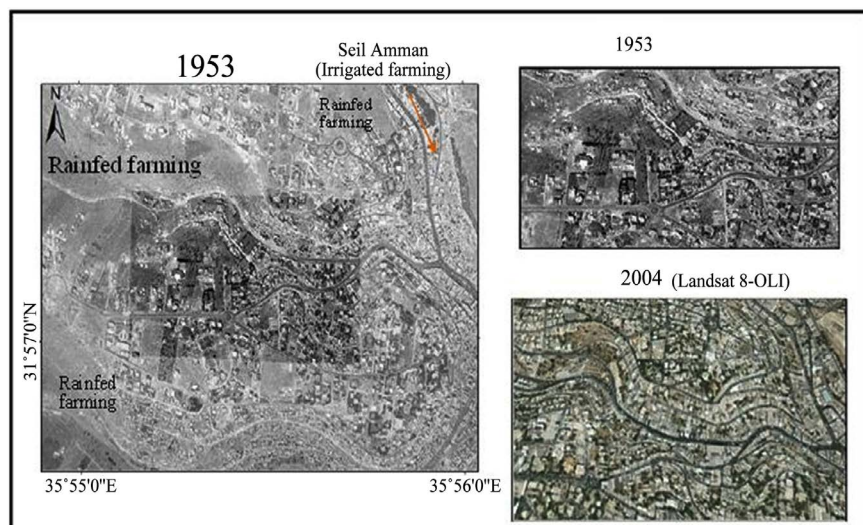 1953
Seil Amman
(Irrigated farming)
1953
N
Rainfed
farming
Rainfed farming
31°57'0"N
2004 (Landsat 8-OLI)
Rainfed
farming
35°55'0"E
35°56'0"E